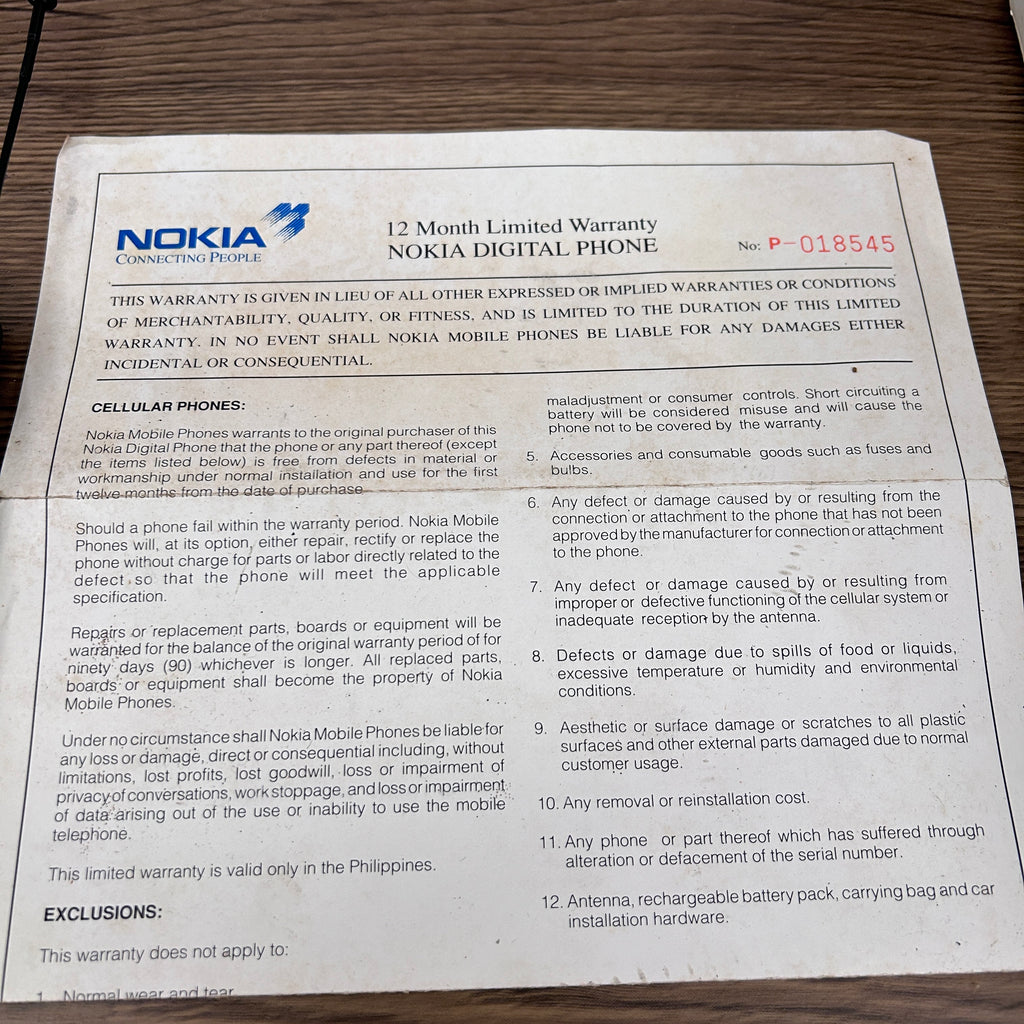 NOKIA
CONNECTING PEOPLE
12 Month Limited Warranty
NOKIA DIGITAL PHONE
No: P-018545
THIS WARRANTY IS GIVEN IN LIEU OF ALL OTHER EXPRESSED OR IMPLIED WARRANTIES OR CONDITIONS
OF MERCHANTABILITY, QUALITY, OR FITNESS, AND IS LIMITED TO THE DURATION OF THIS LIMITED
WARRANTY. IN NO EVENT SHALL NOKIA MOBILE PHONES BE LIABLE FOR ANY DAMAGES EITHER
INCIDENTAL OR CONSEQUENTIAL.
CELLULAR PHONES:
Nokia Mobile Phones warrants to the original purchaser of this
Nokia Digital Phone that the phone or any part thereof (except
the items listed below) is free from defects in material or
workmanship under normal installation and use for the first
twelve months from the date of purchase
Should a phone fail within the warranty period. Nokia Mobile
Phones will, at its option, either repair, rectify or replace the
phone without charge for parts or labor directly related to the
defect so that the phone will meet the applicable
specification.
Repairs or replacement parts, boards or equipment will be
warranted for the balance of the original warranty period of for
ninety days (90) whichever is longer. All replaced parts,
boards or equipment shall become the property of Nokia
Mobile Phones.
Under no circumstance shall Nokia Mobile Phones be liable for
any loss or damage, direct or consequential including, without
limitations, lost profits, lost goodwill, loss or impairment of
privacy of conversations, work stoppage, and loss or impairment
of data arising out of the use or inability to use the mobile
telephone.
This limited warranty is valid only in the Philippines.
EXCLUSIONS:
This warranty does not apply to:
1. Normal wear and tear
maladjustment or consumer controls. Short circuiting a
battery will be considered misuse and will cause the
phone not to be covered by the warranty.
5. Accessories and consumable goods such as fuses and
bulbs.
6. Any defect or damage caused by or resulting from the
connection or attachment to the phone that has not been
approved by the manufacturer for connection or attachment
to the phone.
7. Any defect or damage caused by or resulting from
improper or defective functioning of the cellular system or
inadequate reception by the antenna.
8. Defects or damage due to spills of food or liquids,
excessive temperature or humidity and environmental
conditions.
9. Aesthetic or surface damage or scratches to all plastic
surfaces and other external parts damaged due to normal
customer usage.
10. Any removal or reinstallation cost.
11. Any phone or part thereof which has suffered through
alteration or defacement of the serial number.
12. Antenna, rechargeable battery pack, carrying bag and car
installation hardware.